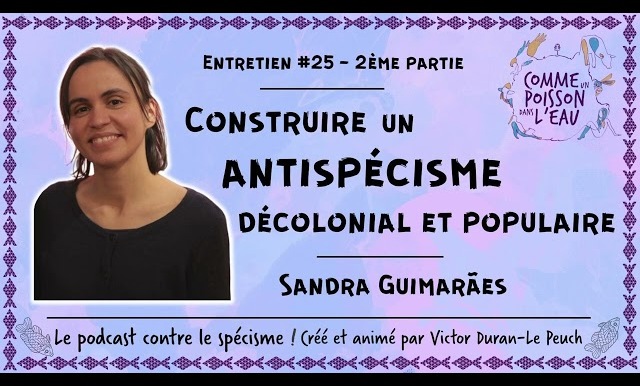 ENTRETIEN #25 – 2ÈME PARTIE
COMME UN
POISSON
DANS L'EAU
CONSTRUIRE UN
ANTISPÉCISME
DÉCOLONIAL ET POPULAIRE
SANDRA GUIMARÃES
Le podcast contre le spécisme ! Créé et animé par Victor Duran-Le Peuch